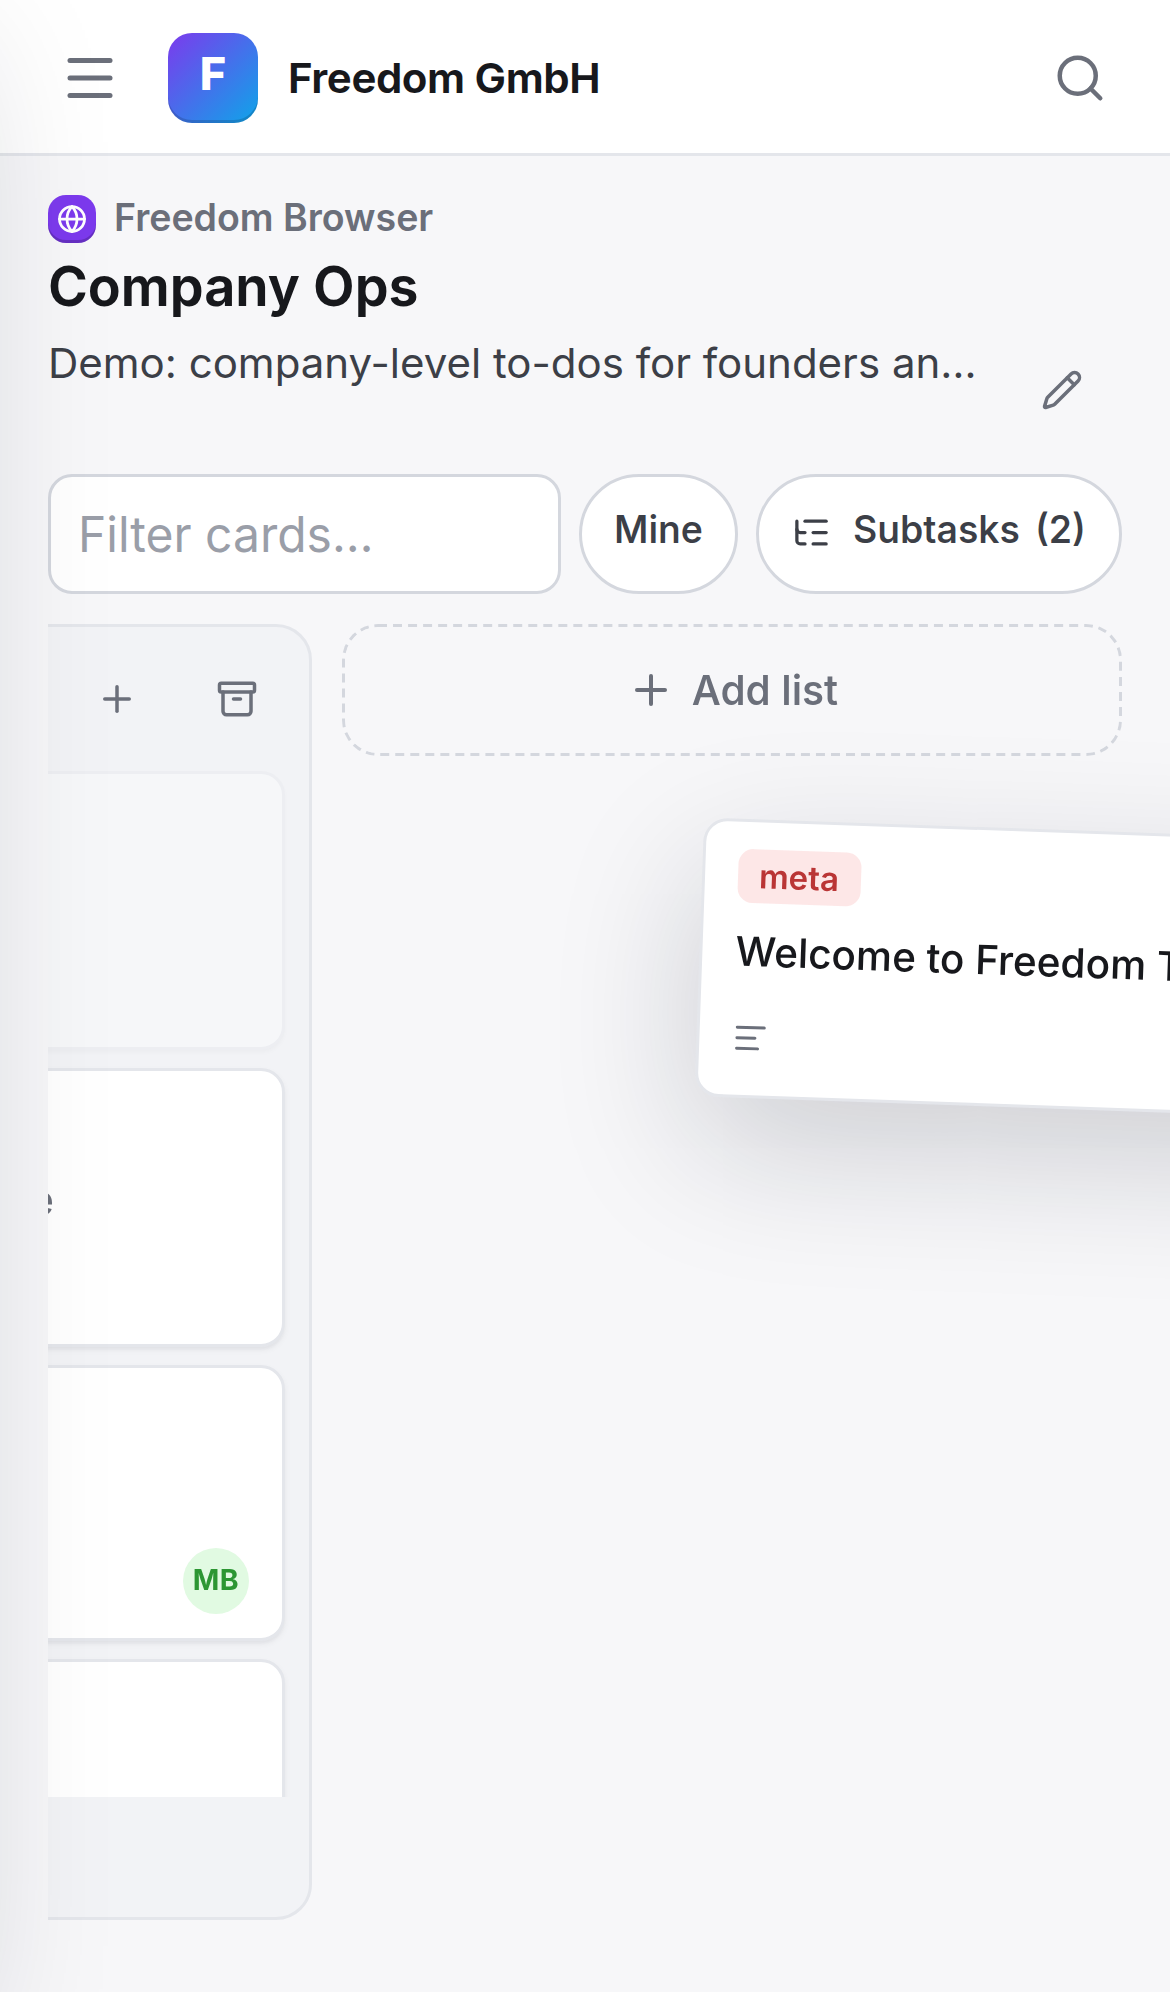 F Freedom GmbH
Freedom Browser
Company Ops
Demo: company-level to-dos for founders an...
Filter cards... Mine Subtasks (2)
Add list
meta
Welcome to Freedom T
MB